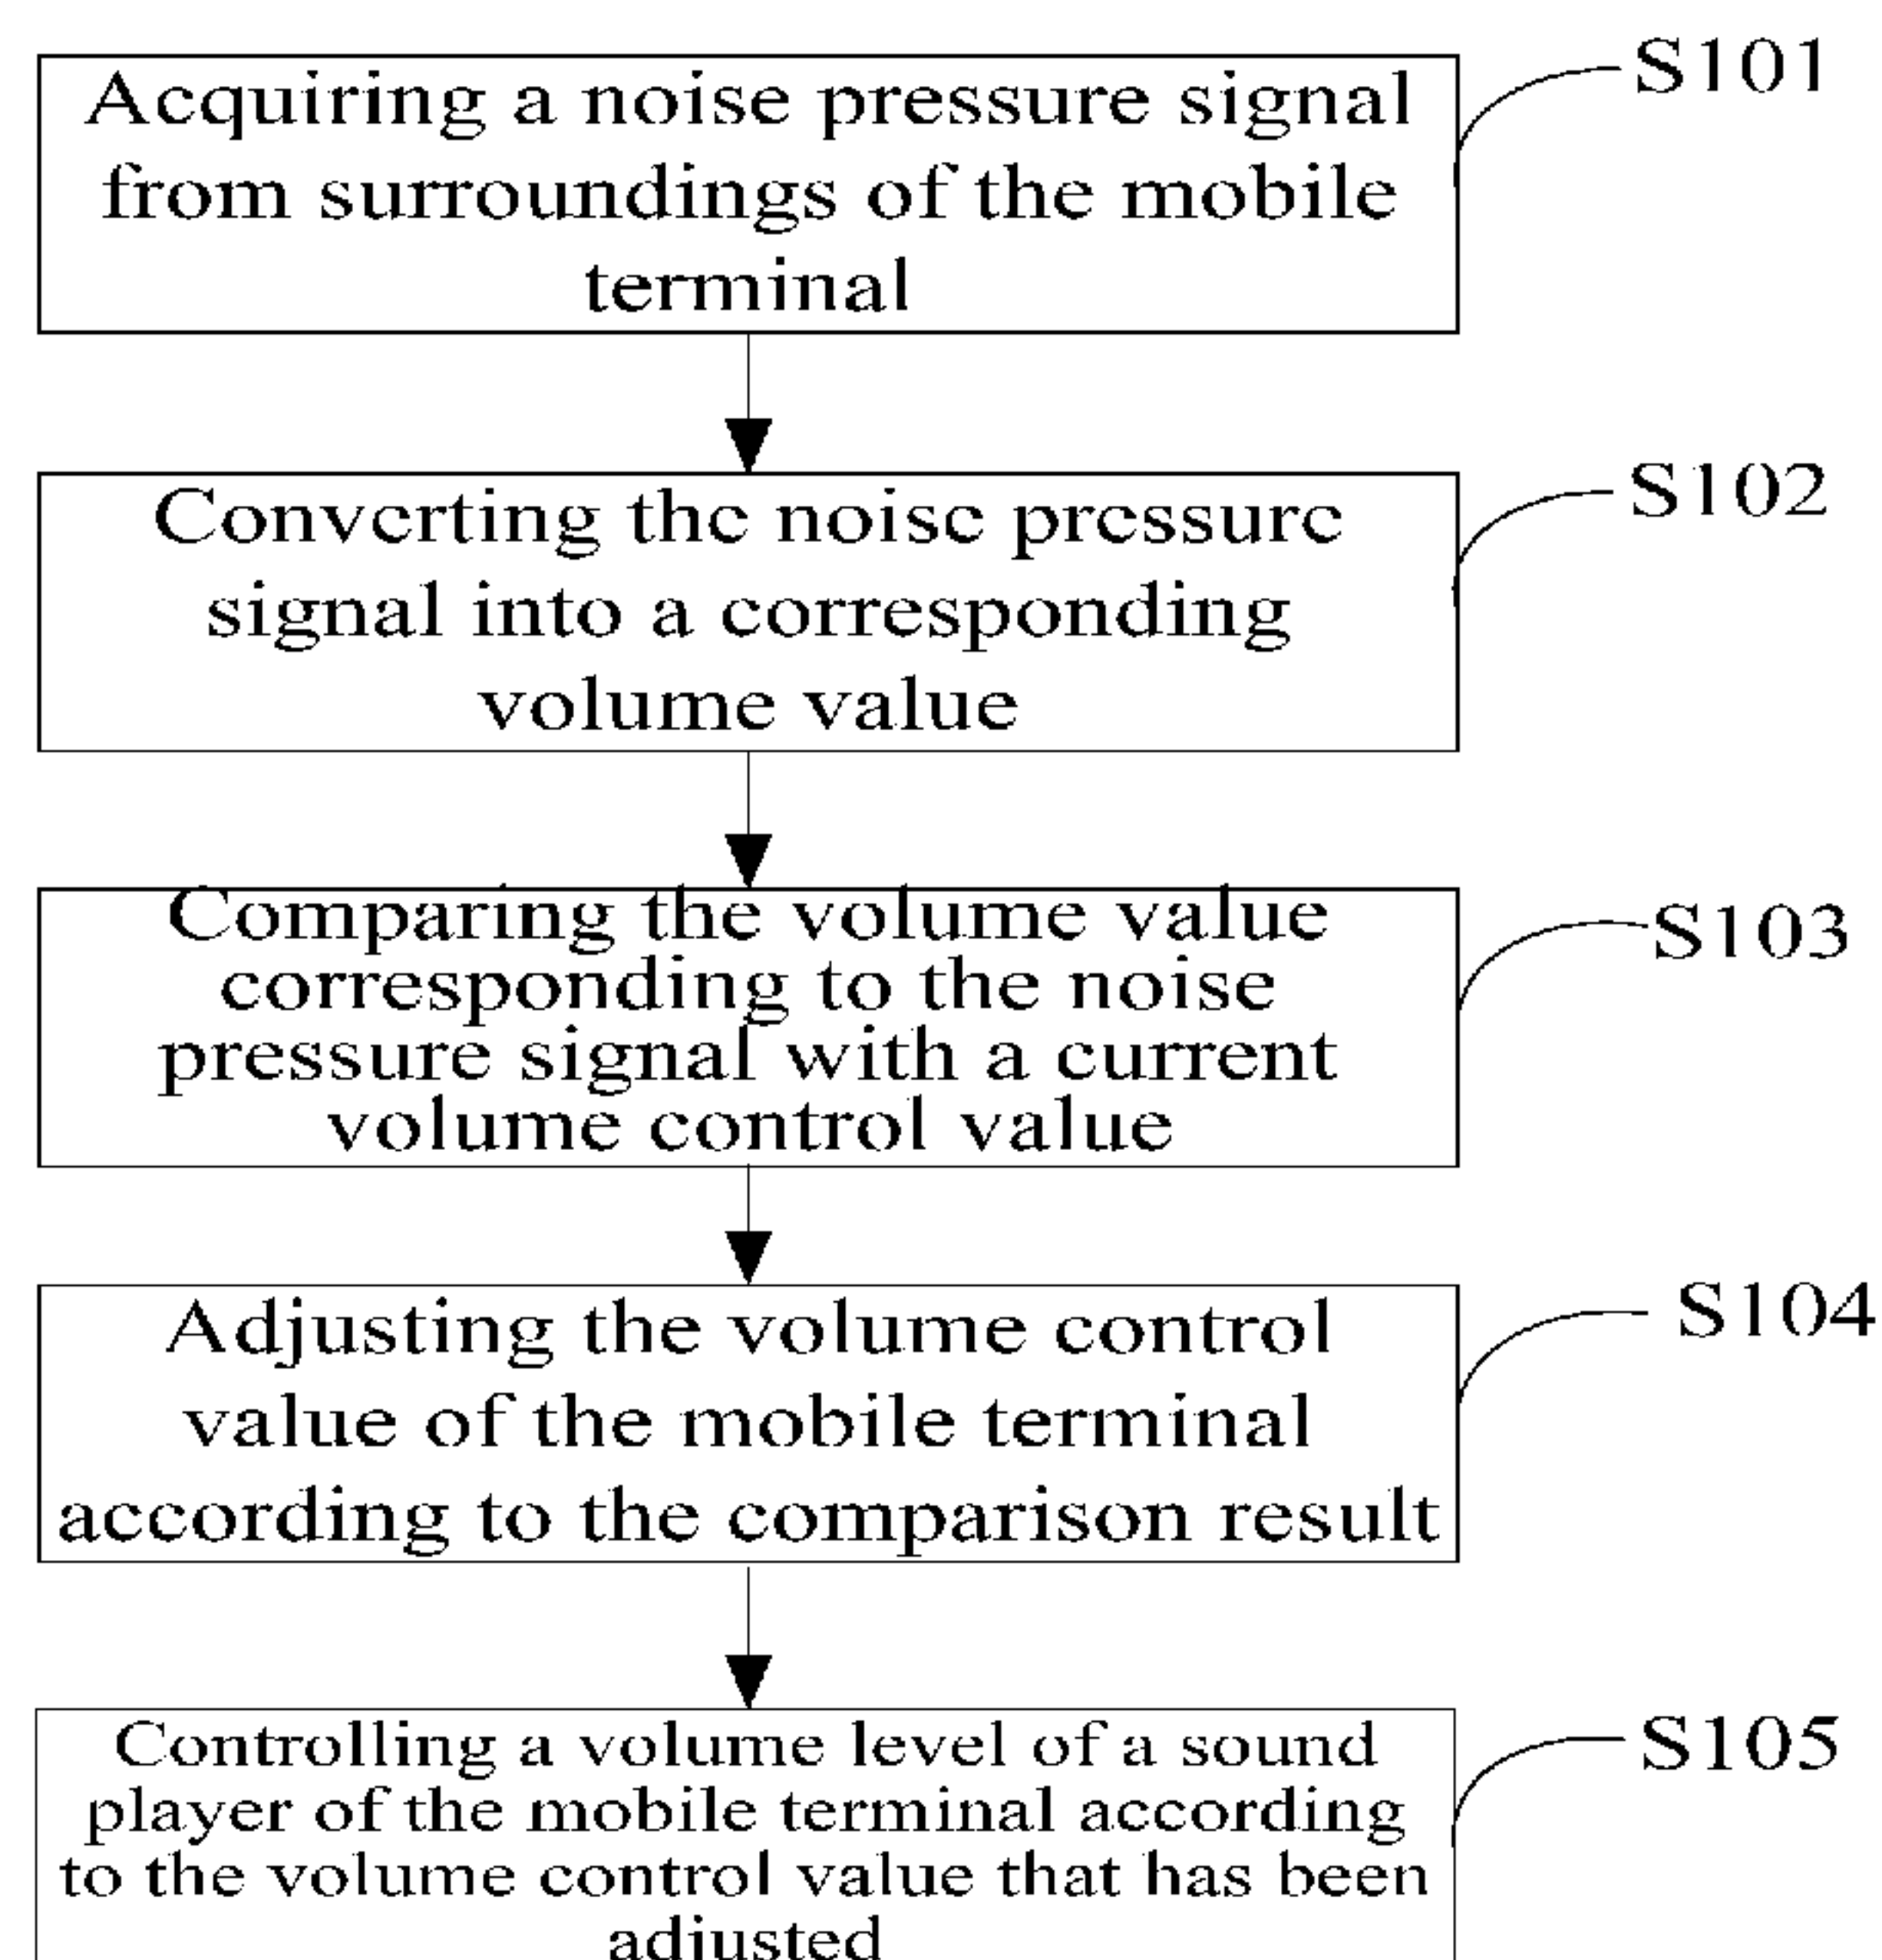 Acquiring a noise pressure signal
from surroundings of the mobile
terminal
S101
Converting the noise pressure
signal into a corresponding
volume value
S102
Comparing the volume value
corresponding to the noise
pressure signal with a current
volume control value
S103
Adjusting the volume control
value of the mobile terminal
according to the comparison result
S104
Controlling a volume level of a sound
player of the mobile terminal according
to the volume control value that has been
adjusted
S105